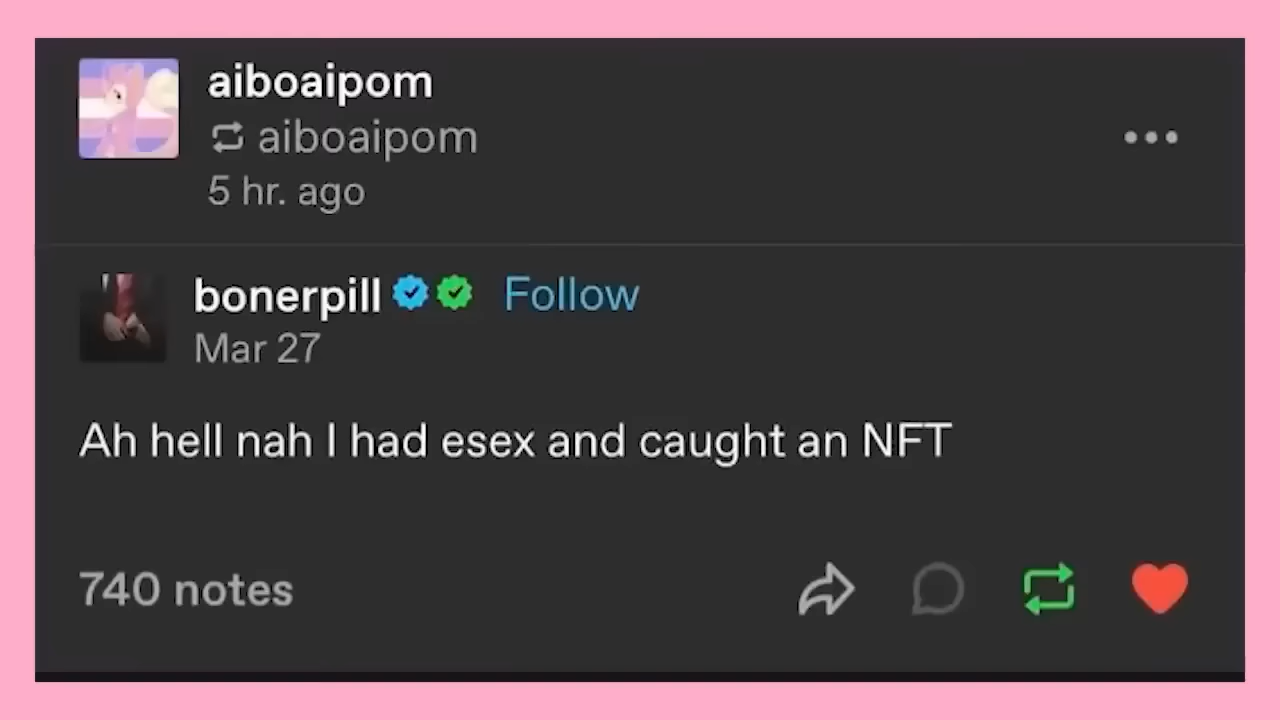 aiboaipom
aiboaipom
5 hr. ago
bonerpill Follow
Mar 27
Ah hell nah I had esex and caught an NFT
740 notes